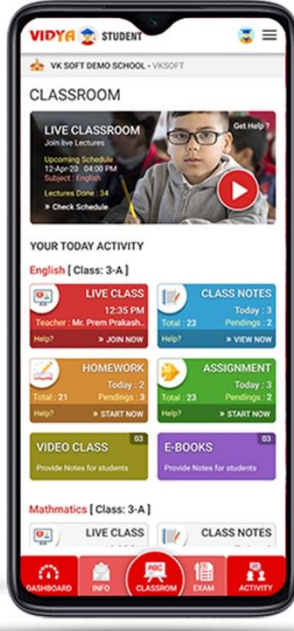 VIDYA STUDENT
VK SOFT DEMO SCHOOL - VKSOFT
CLASSROOM
LIVE CLASSROOM
Get Help ?
Join live Lectures
Upcoming Schedule
12-Apr-20 04:00 PM
Subject : English
Lectures Done : 34
» Check Schedule
YOUR TODAY ACTIVITY
English [ Class: 3-A ]
LIVE CLASS
12:35 PM
Teacher : Mr. Prem Prakash..
Help? » JOIN NOW
CLASS NOTES
Today : 3
Total : 23 Pendings : 2
Help? » VIEW NOW
HOMEWORK
Today : 2
Total : 21 Pendings : 3
Help? » START NOW
ASSIGNMENT
Today : 3
Total : 23 Pendings : 2
Help? » START NOW
VIDEO CLASS 03
Provide Notes for students
E-BOOKS 03
Provide Notes for students
Mathmatics [ Class: 3-A ]
LIVE CLASS
CLASS NOTES
DASHBOARD
INFO
ABC
CLASSROM
EXAM
ACTIVITY